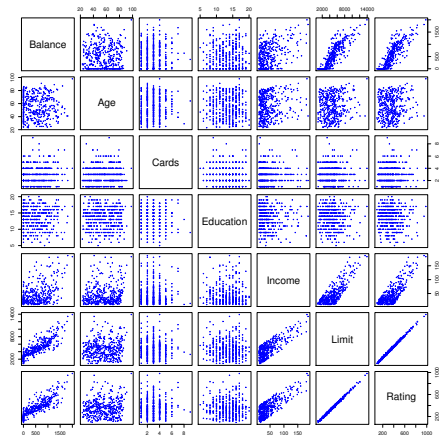 20 40 60 80 100
5 10 15 20
2000 8000 14000
Balance
0 500 1500
20 40 60 80 100
Age
Cards
2 4 6 8
5 10 15 20
Education
Income
50 100 150
2000 8000 14000
Limit
Rating
200 600 1000
0 500 1500
2 4 6 8
50 100 150
200 600 1000